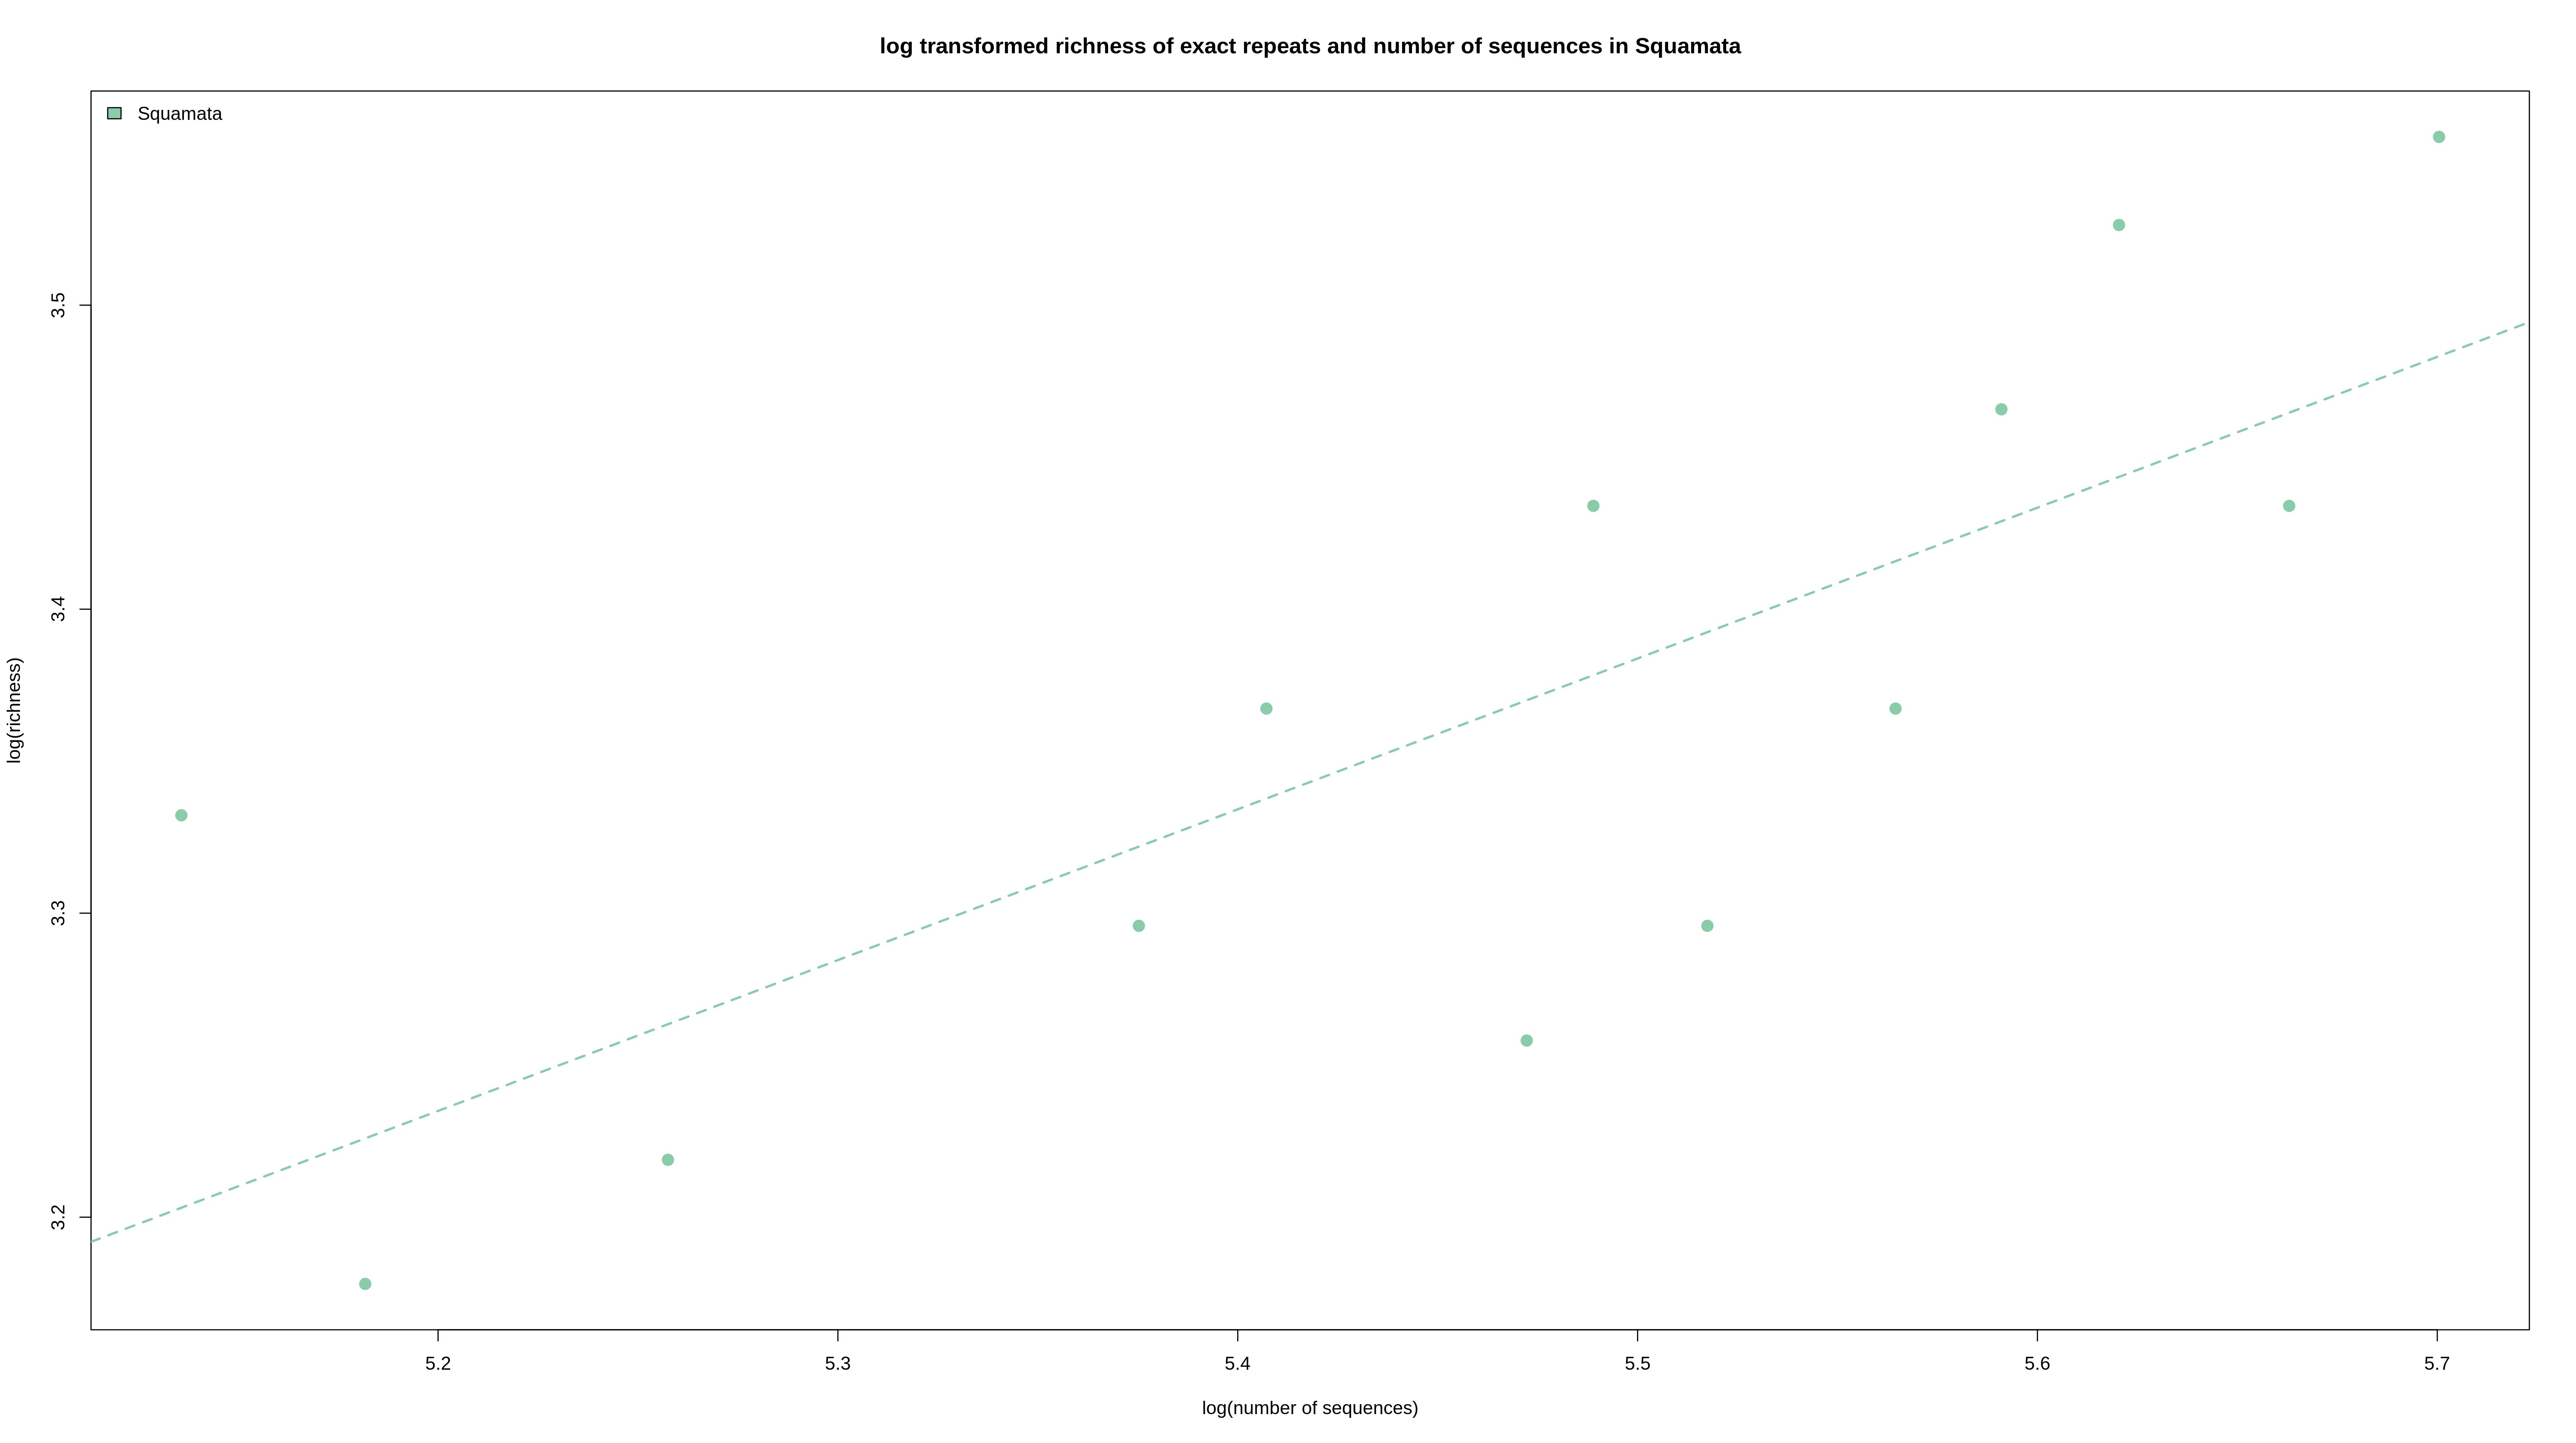 log transformed richness of exact repeats and number of sequences in Squamata
Squamata
log(richness)
3.5
3.4
3.3
3.2
5.2 5.3 5.4 5.5 5.6 5.7
log(number of sequences)